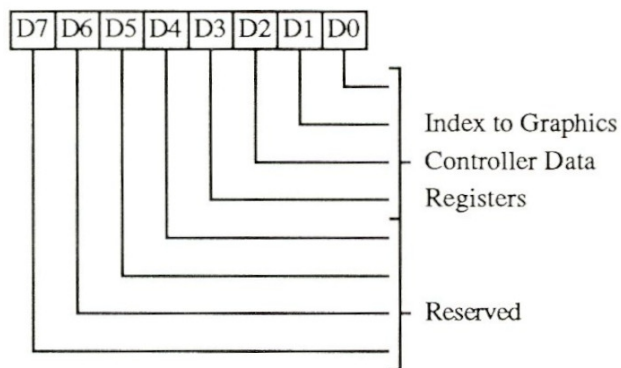 D7 D6 D5 D4 D3 D2 D1 D0
Index to Graphics
Controller Data
Registers
Reserved